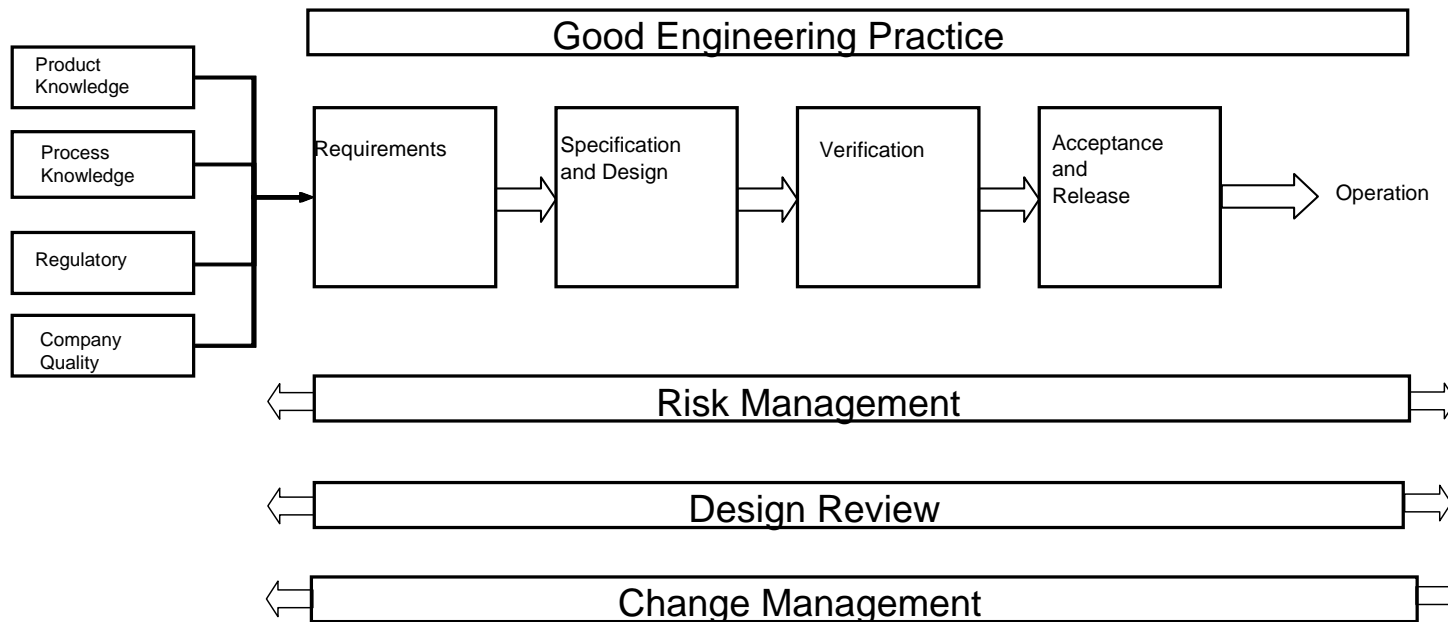 Good Engineering Practice
Product
Knowledge
Process
Knowledge
Regulatory
Company
Quality
Requirements
Specification
and Design
Verification
Acceptance
and
Release
Operation
Risk Management
Design Review
Change Management